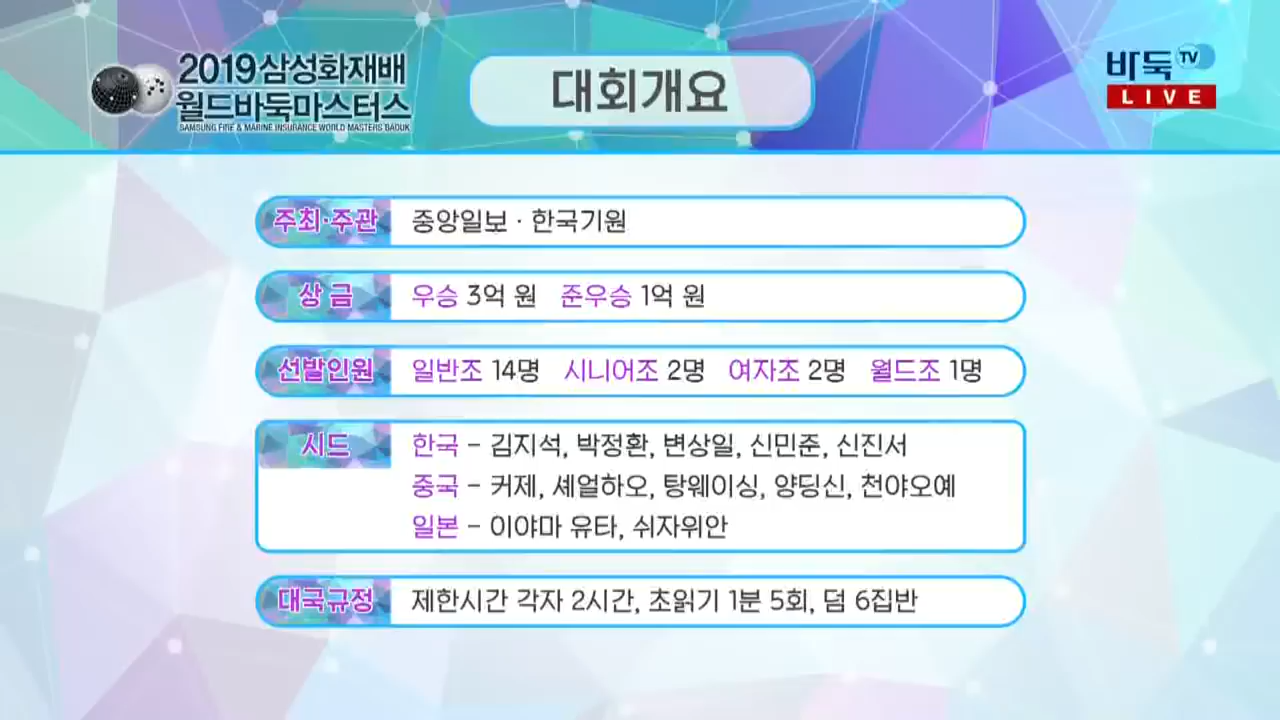 2019 삼성화재배
월드바둑마스터스
SAMSUNG FIRE & MARINE INSURANCE WORLD MASTERS BADUK
대회개요
바둑TV
LIVE
주최·주관 중앙일보 · 한국기원
상금 우승 3억 원 준우승 1억 원
선발인원 일반조 14명 시니어조 2명 여자조 2명 월드조 1명
시드 한국 – 김지석, 박정환, 변상일, 신민준, 신진서
중국 – 커제, 셰얼하오, 탕웨이싱, 양딩신, 천야오예
일본 – 이야마 유타, 쉬자위안
대국규정 제한시간 각자 2시간, 초읽기 1분 5회, 덤 6집반